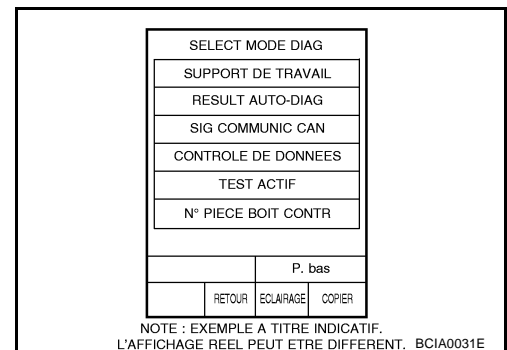 SELECT MODE DIAG
SUPPORT DE TRAVAIL
RESULT AUTO-DIAG
SIG COMMUNIC CAN
CONTROLE DE DONNEES
TEST ACTIF
N° PIECE BOIT CONTR
P. bas
RETOUR ECLAIRAGE COPIER
NOTE : EXEMPLE A TITRE INDICATIF.
L'AFFICHAGE REEL PEUT ETRE DIFFERENT. BCIA0031E